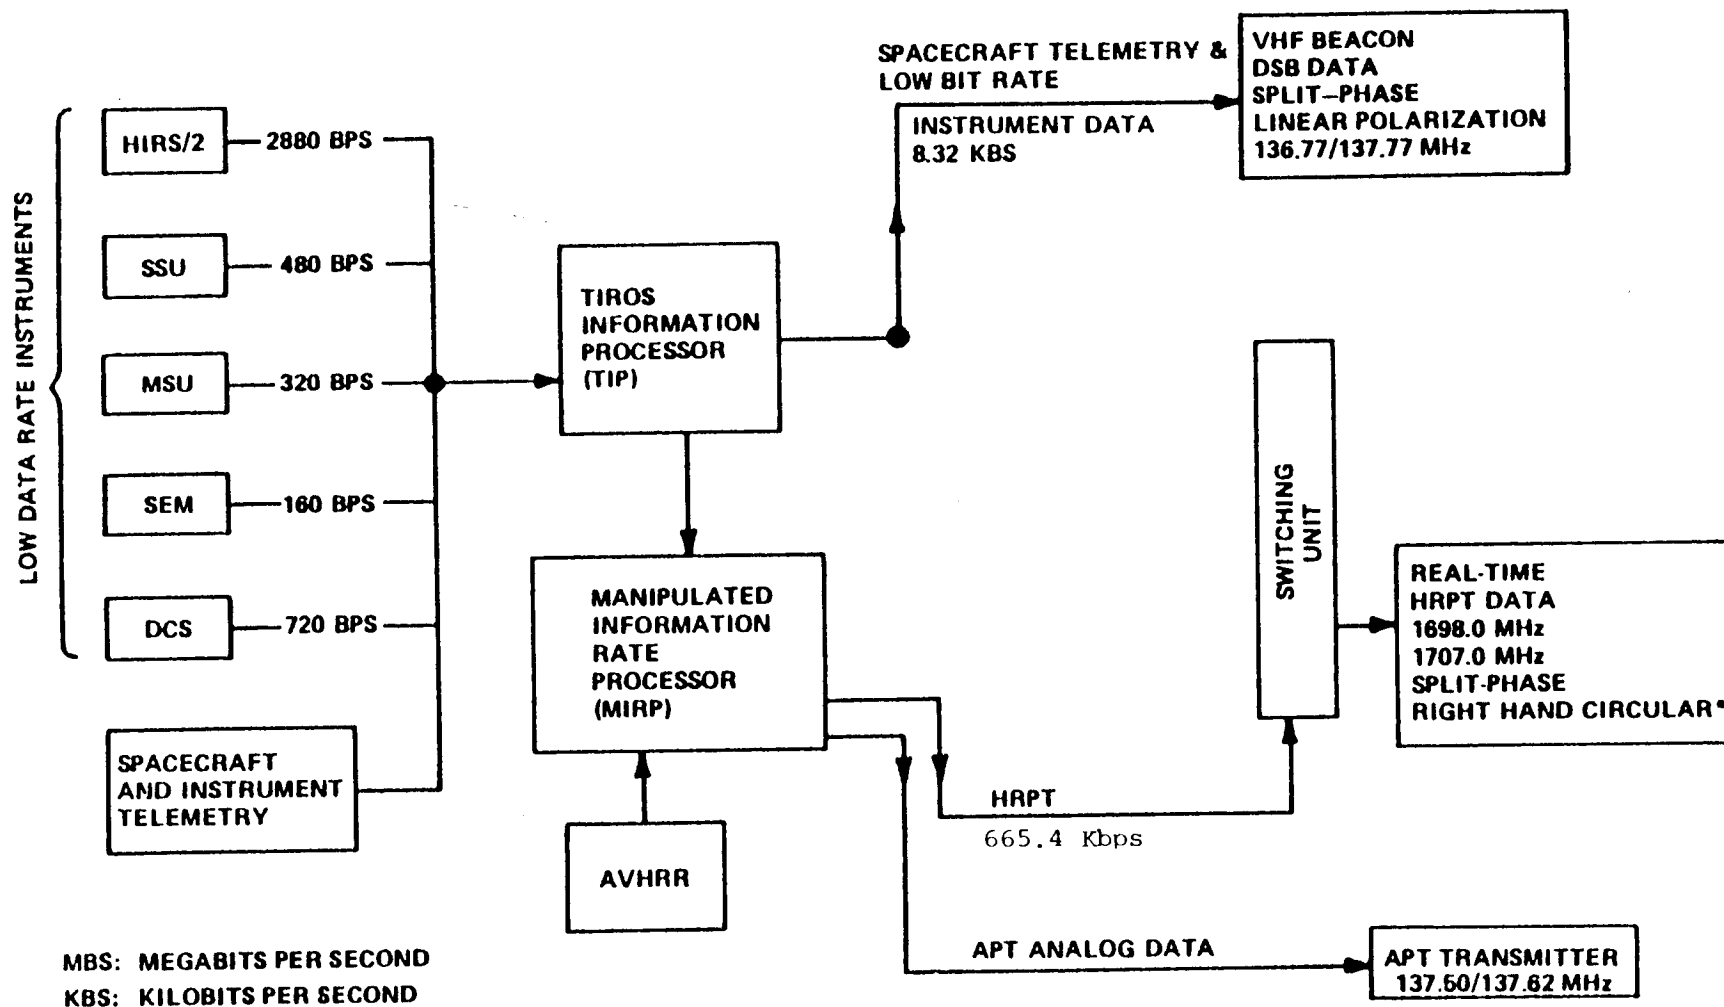 LOW DATA RATE INSTRUMENTS
HIRS/2
2880 BPS
SSU
480 BPS
MSU
320 BPS
SEM
160 BPS
DCS
720 BPS
SPACECRAFT
AND INSTRUMENT
TELEMETRY
TIROS
INFORMATION
PROCESSOR
(TIP)
MANIPULATED
INFORMATION
RATE
PROCESSOR
(MIRP)
AVHRR
SPACECRAFT TELEMETRY &
LOW BIT RATE
INSTRUMENT DATA
8.32 KBS
VHF BEACON
DSB DATA
SPLIT–PHASE
LINEAR POLARIZATION
136.77/137.77 MHz
SWITCHING
UNIT
REAL-TIME
HRPT DATA
1698.0 MHz
1707.0 MHz
SPLIT-PHASE
RIGHT HAND CIRCULAR*
HRPT
665.4 Kbps
APT ANALOG DATA
APT TRANSMITTER
137.50/137.62 MHz
MBS: MEGABITS PER SECOND
KBS: KILOBITS PER SECOND